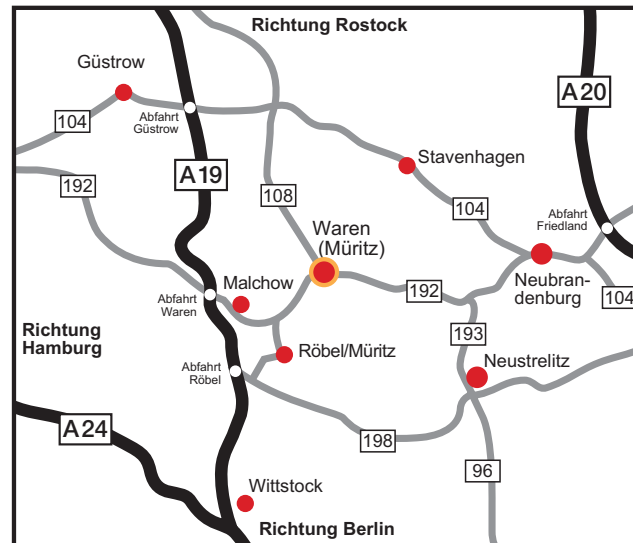 Richtung Rostock
Güstrow
A20
104
Abfahrt
Güstrow
Stavenhagen
A19
192
108
104
Abfahrt
Friedland
Waren
(Müritz)
Malchow
192
Neubran-
denburg
104
Abfahrt
Waren
Richtung
Hamburg
193
Röbel/Müritz
Neustrelitz
Abfahrt
Röbel
A24
198
96
Wittstock
Richtung Berlin